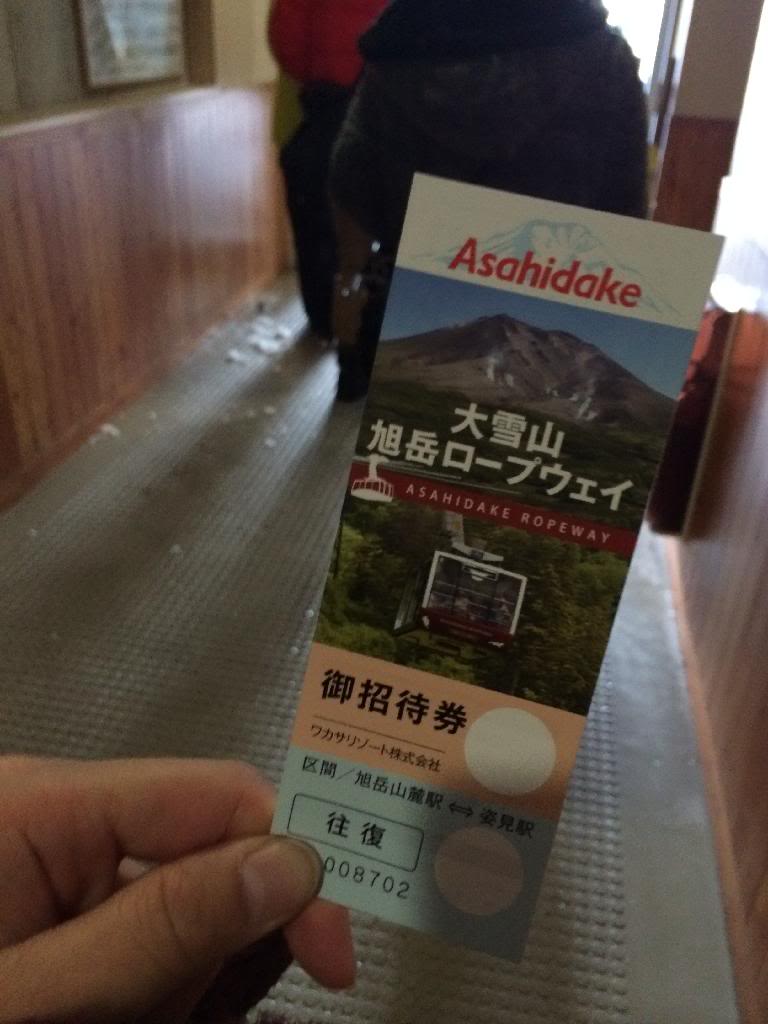 Asahidake
大雪山
旭岳ロープウェイ
ASAHIDAKE ROPEWAY
御招待券
ワカサリゾート株式会社
区間／旭岳山麓駅 ⇔ 姿見駅
往復
008702